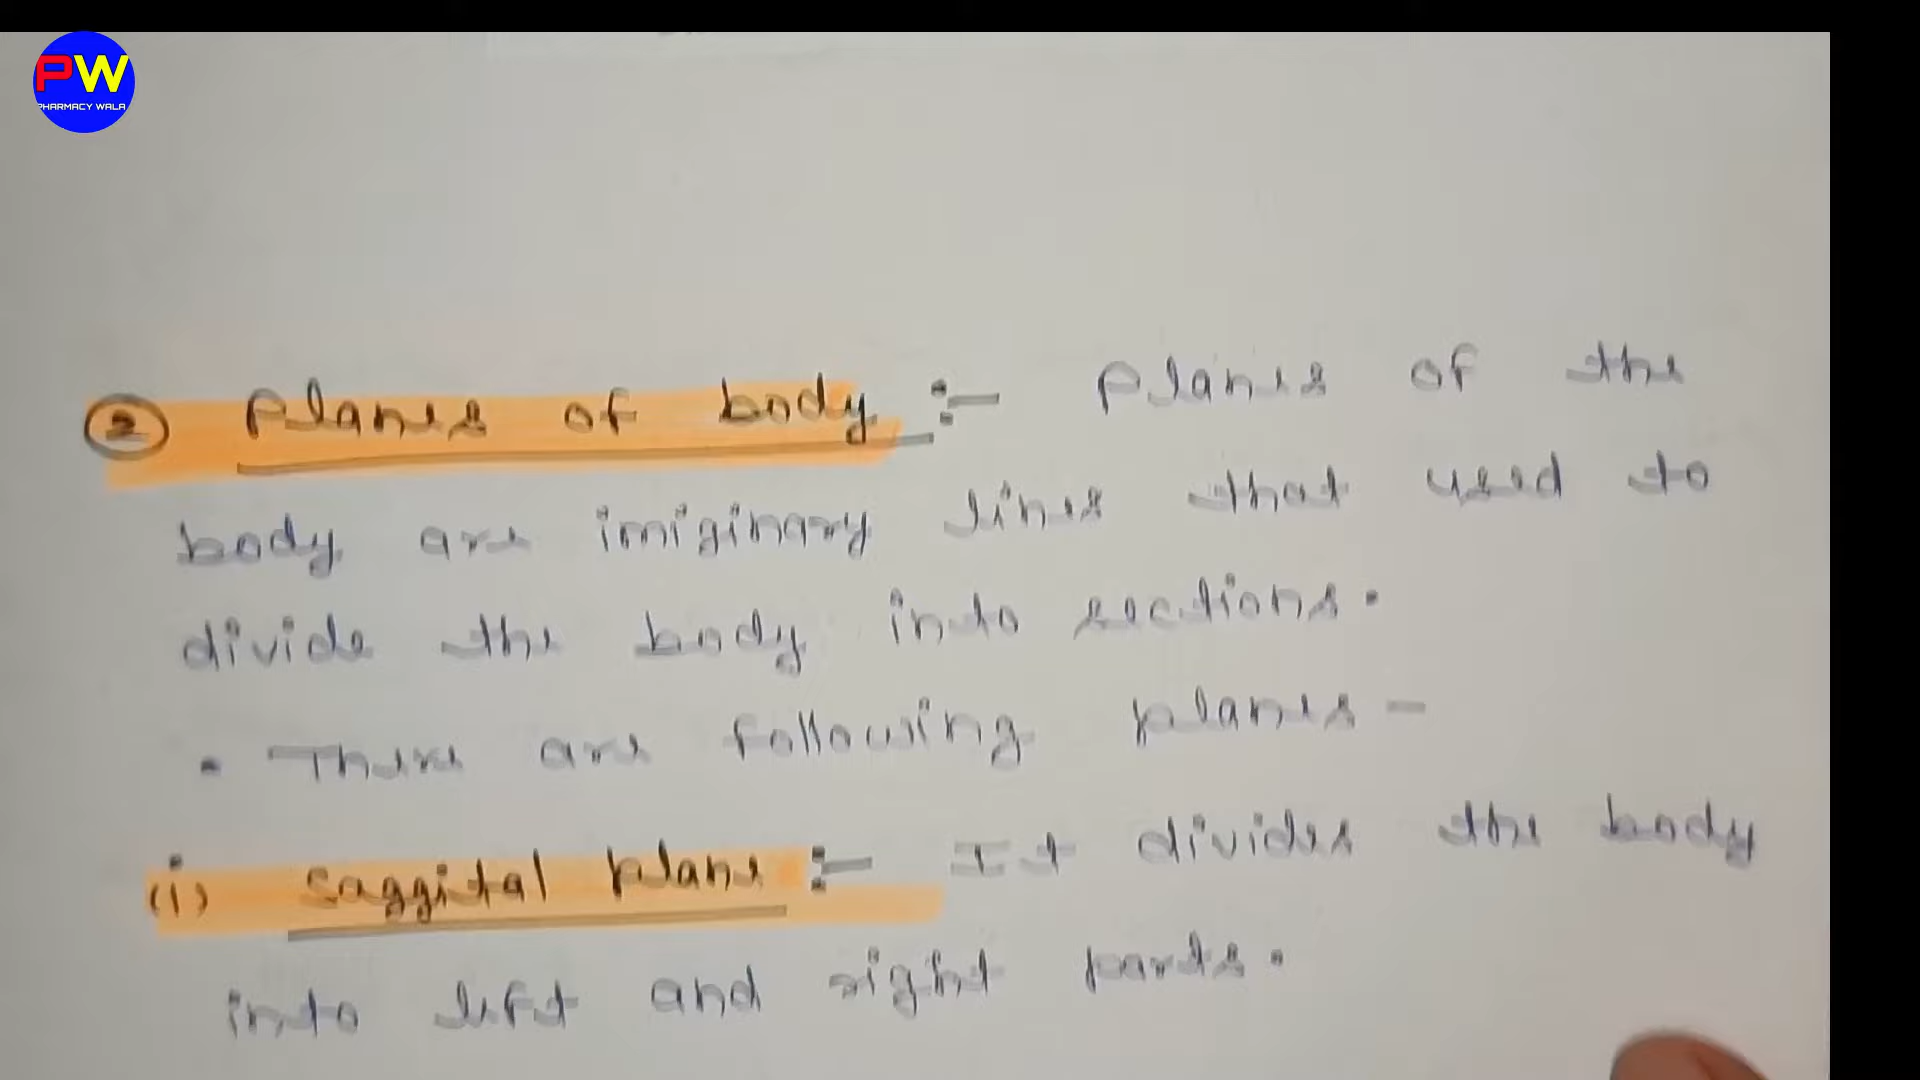 PW
PHARMACY WALA
② Planes of body :- Planes of the
body are imiginary lines that used to
divide the body into sections.
• There are following planes -
(i) Saggital plane :- It divides the body
into left and right parts.